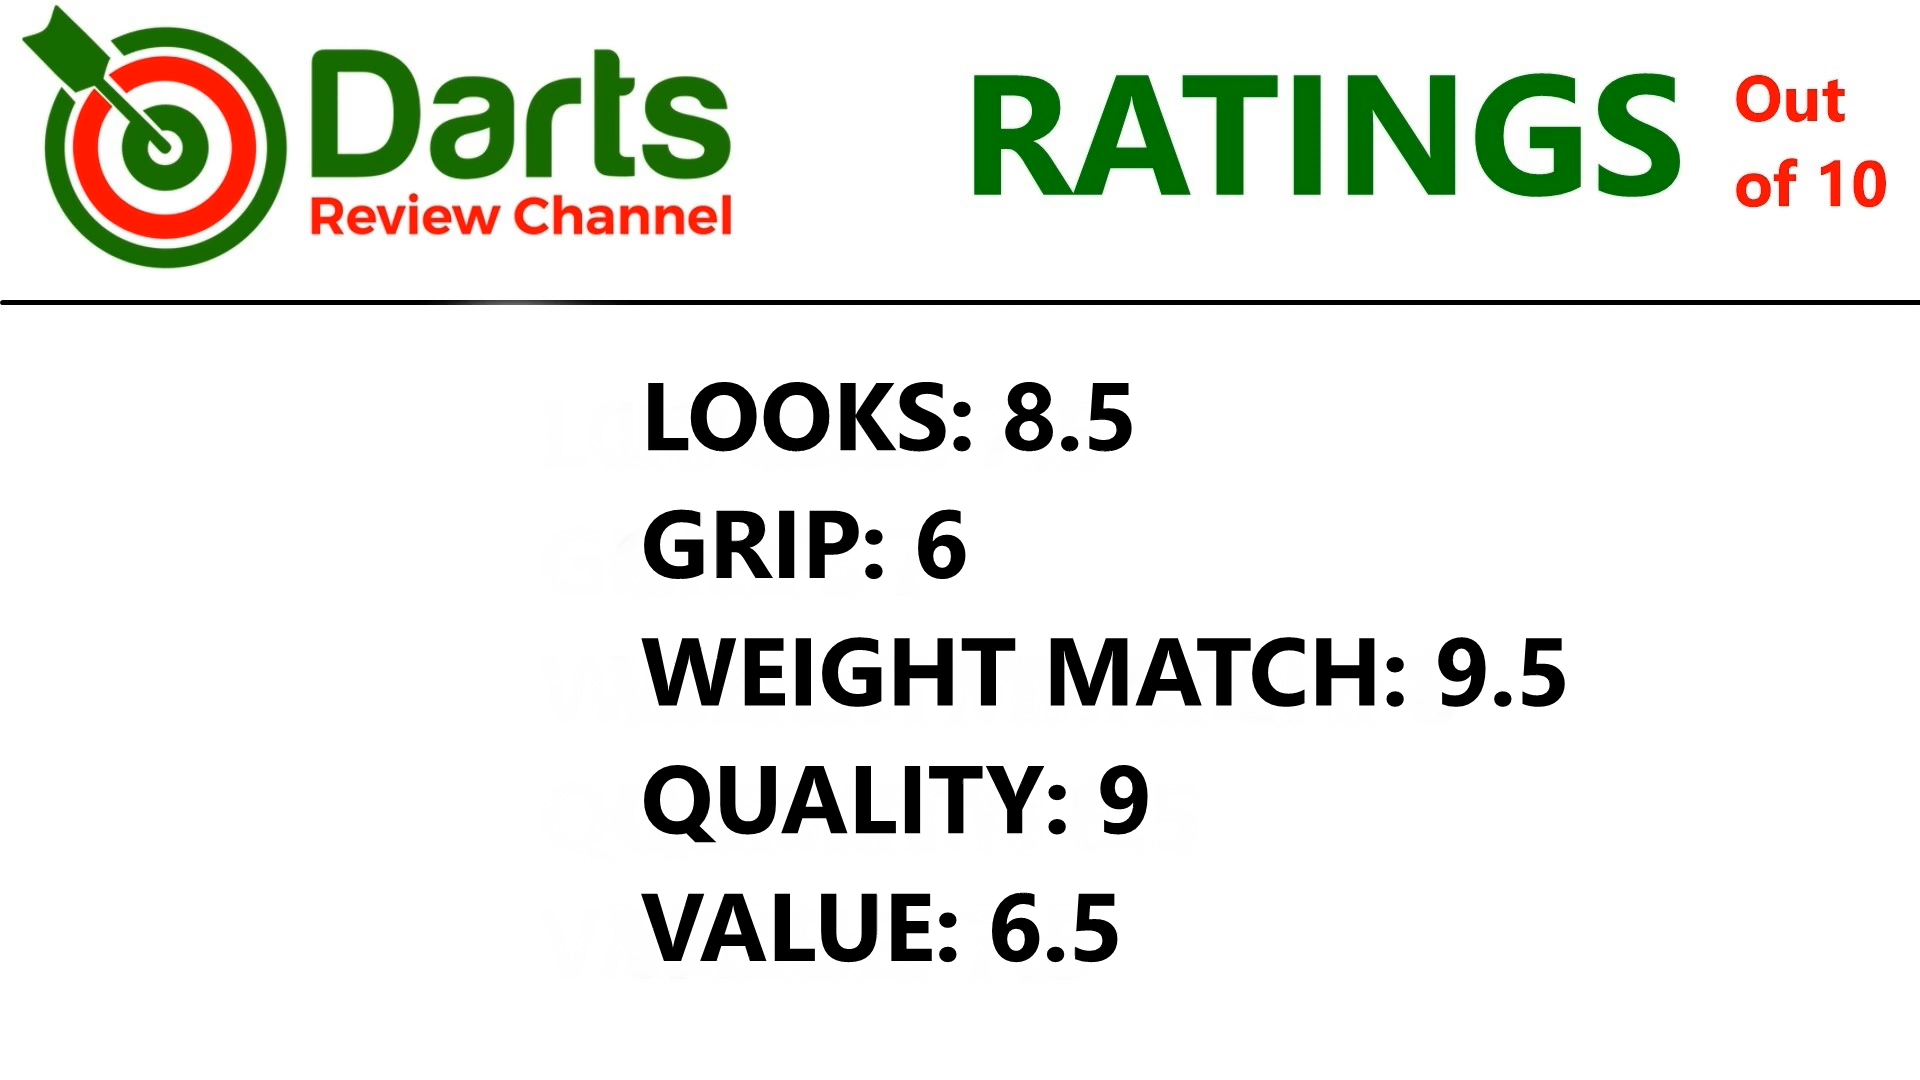 Darts
Review Channel
RATINGS
Out
of 10
LOOKS: 8.5
GRIP: 6
WEIGHT MATCH: 9.5
QUALITY: 9
VALUE: 6.5